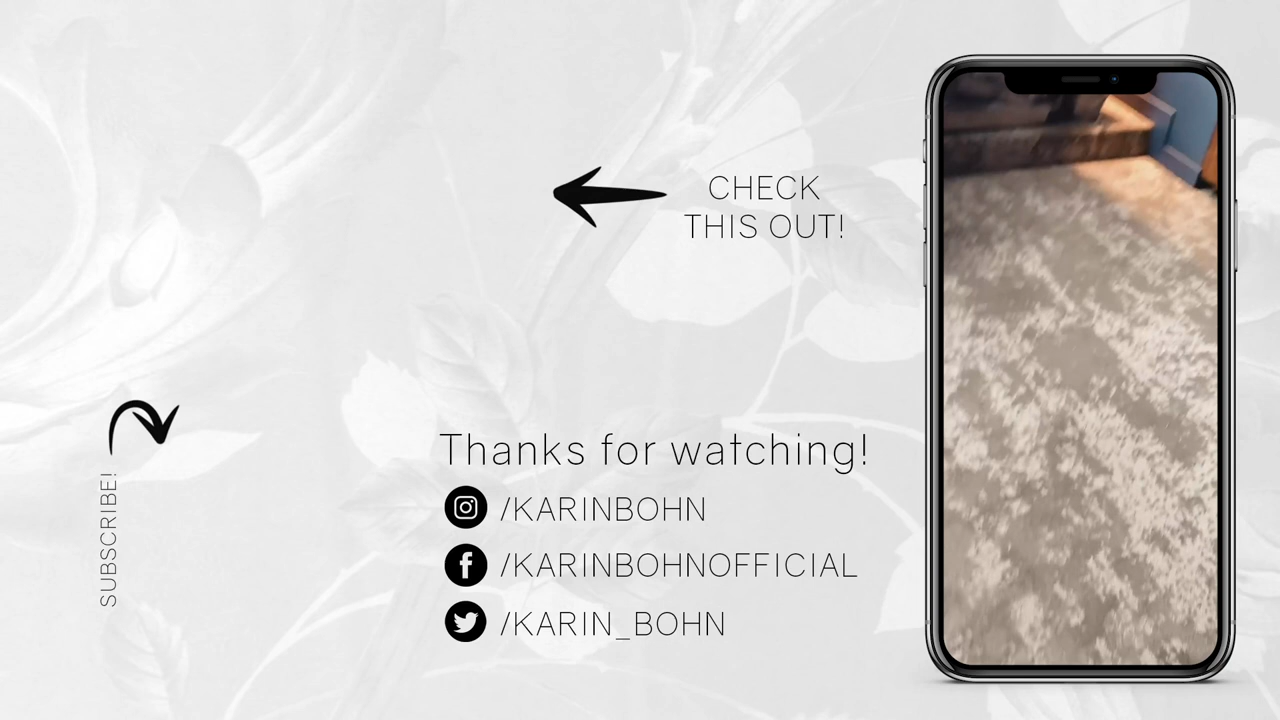 CHECK
THIS OUT!
Thanks for watching!
/KARINBOHN
/KARINBOHNOFFICIAL
/KARIN_BOHN
SUBSCRIBE!